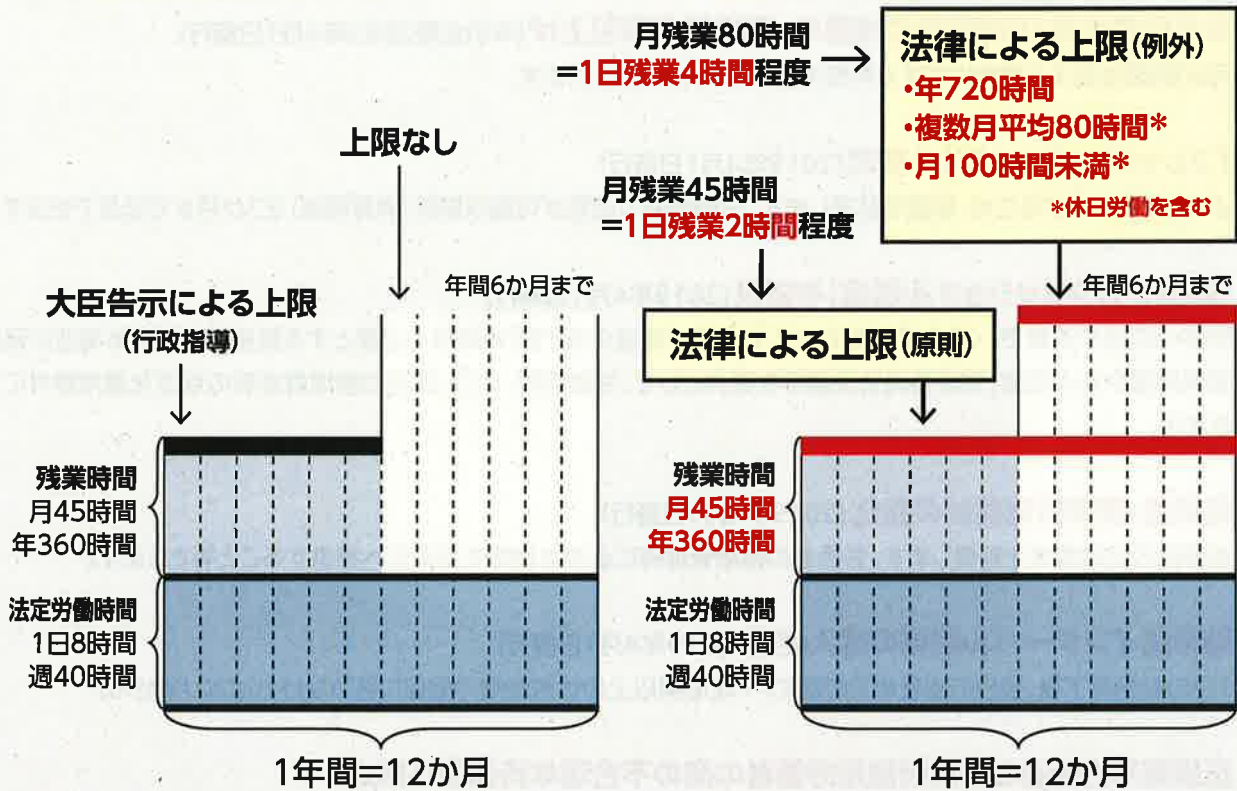 月残業80時間
=1日残業4時間程度
法律による上限(例外)
・年720時間
・複数月平均80時間*
・月100時間未満*
*休日労働を含む
上限なし
月残業45時間
=1日残業2時間程度
年間6か月まで
年間6か月まで
大臣告示による上限
(行政指導)
法律による上限(原則)
残業時間
月45時間
年360時間
法定労働時間
1日8時間
週40時間
1年間=12か月
残業時間
月45時間
年360時間
法定労働時間
1日8時間
週40時間
1年間=12か月